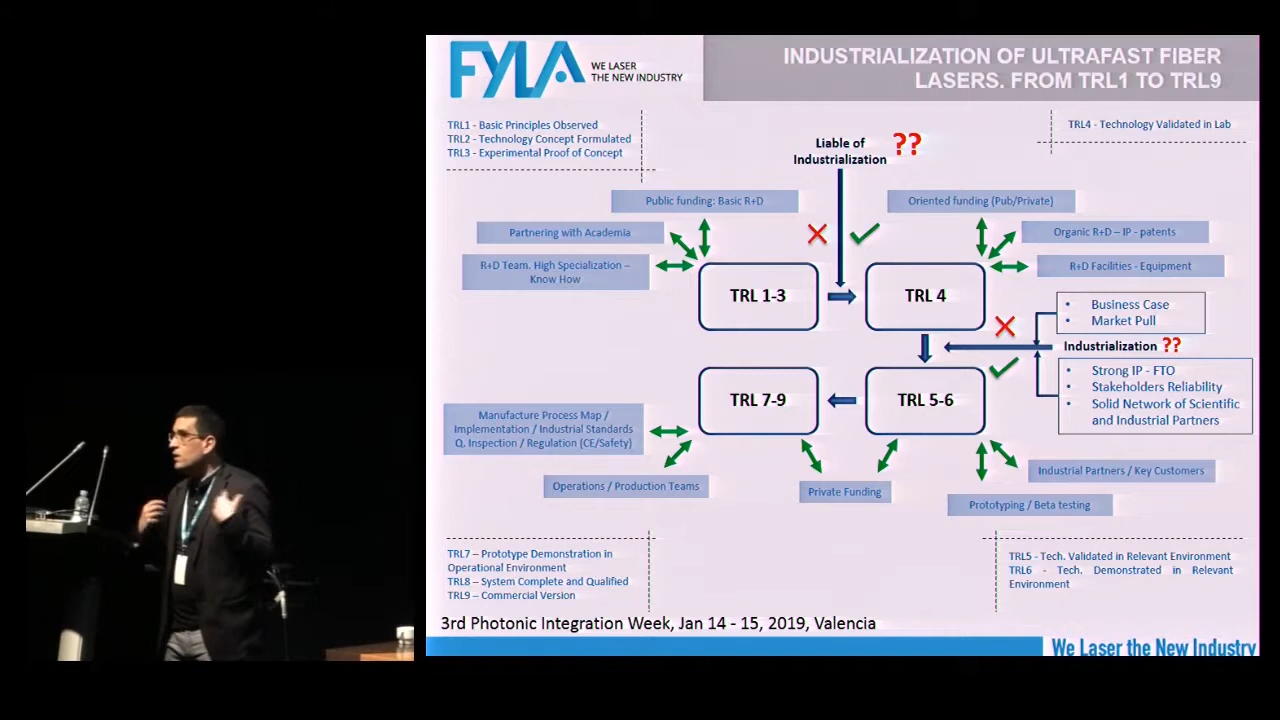 FYLA
WE LASER
THE NEW INDUSTRY
INDUSTRIALIZATION OF ULTRAFAST FIBER
LASERS. FROM TRL1 TO TRL9
TRL1 - Basic Principles Observed
TRL2 - Technology Concept Formulated
TRL3 - Experimental Proof of Concept
Liable of
Industrialization ??
TRL4 - Technology Validated in Lab
Public funding: Basic R+D
Partnering with Academia
R+D Team. High Specialization –
Know How
Oriented funding (Pub/Private)
Organic R+D – IP - patents
R+D Facilities - Equipment
TRL 1-3
TRL 4
• Business Case
• Market Pull
Industrialization ??
• Strong IP - FTO
• Stakeholders Reliability
• Solid Network of Scientific
and Industrial Partners
TRL 7-9
TRL 5-6
Manufacture Process Map /
Implementation / Industrial Standards
Q. Inspection / Regulation (CE/Safety)
Operations / Production Teams
Private Funding
Industrial Partners / Key Customers
Prototyping / Beta testing
TRL7 – Prototype Demonstration in
Operational Environment
TRL8 – System Complete and Qualified
TRL9 – Commercial Version
TRL5 - Tech. Validated in Relevant Environment
TRL6 - Tech. Demonstrated in Relevant
Environment
3rd Photonic Integration Week, Jan 14 - 15, 2019, Valencia
We Laser the New Industry